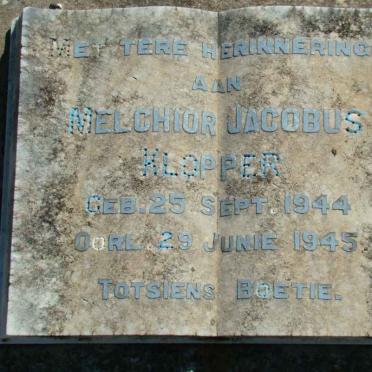 MET TERE HERINNERING
AAN
MELCHIOR JACOBUS
KLOPPER
GEB. 25 SEPT. 1944
OORL. 29 JUNIE 1945.
TOTSIENS BOETIE.